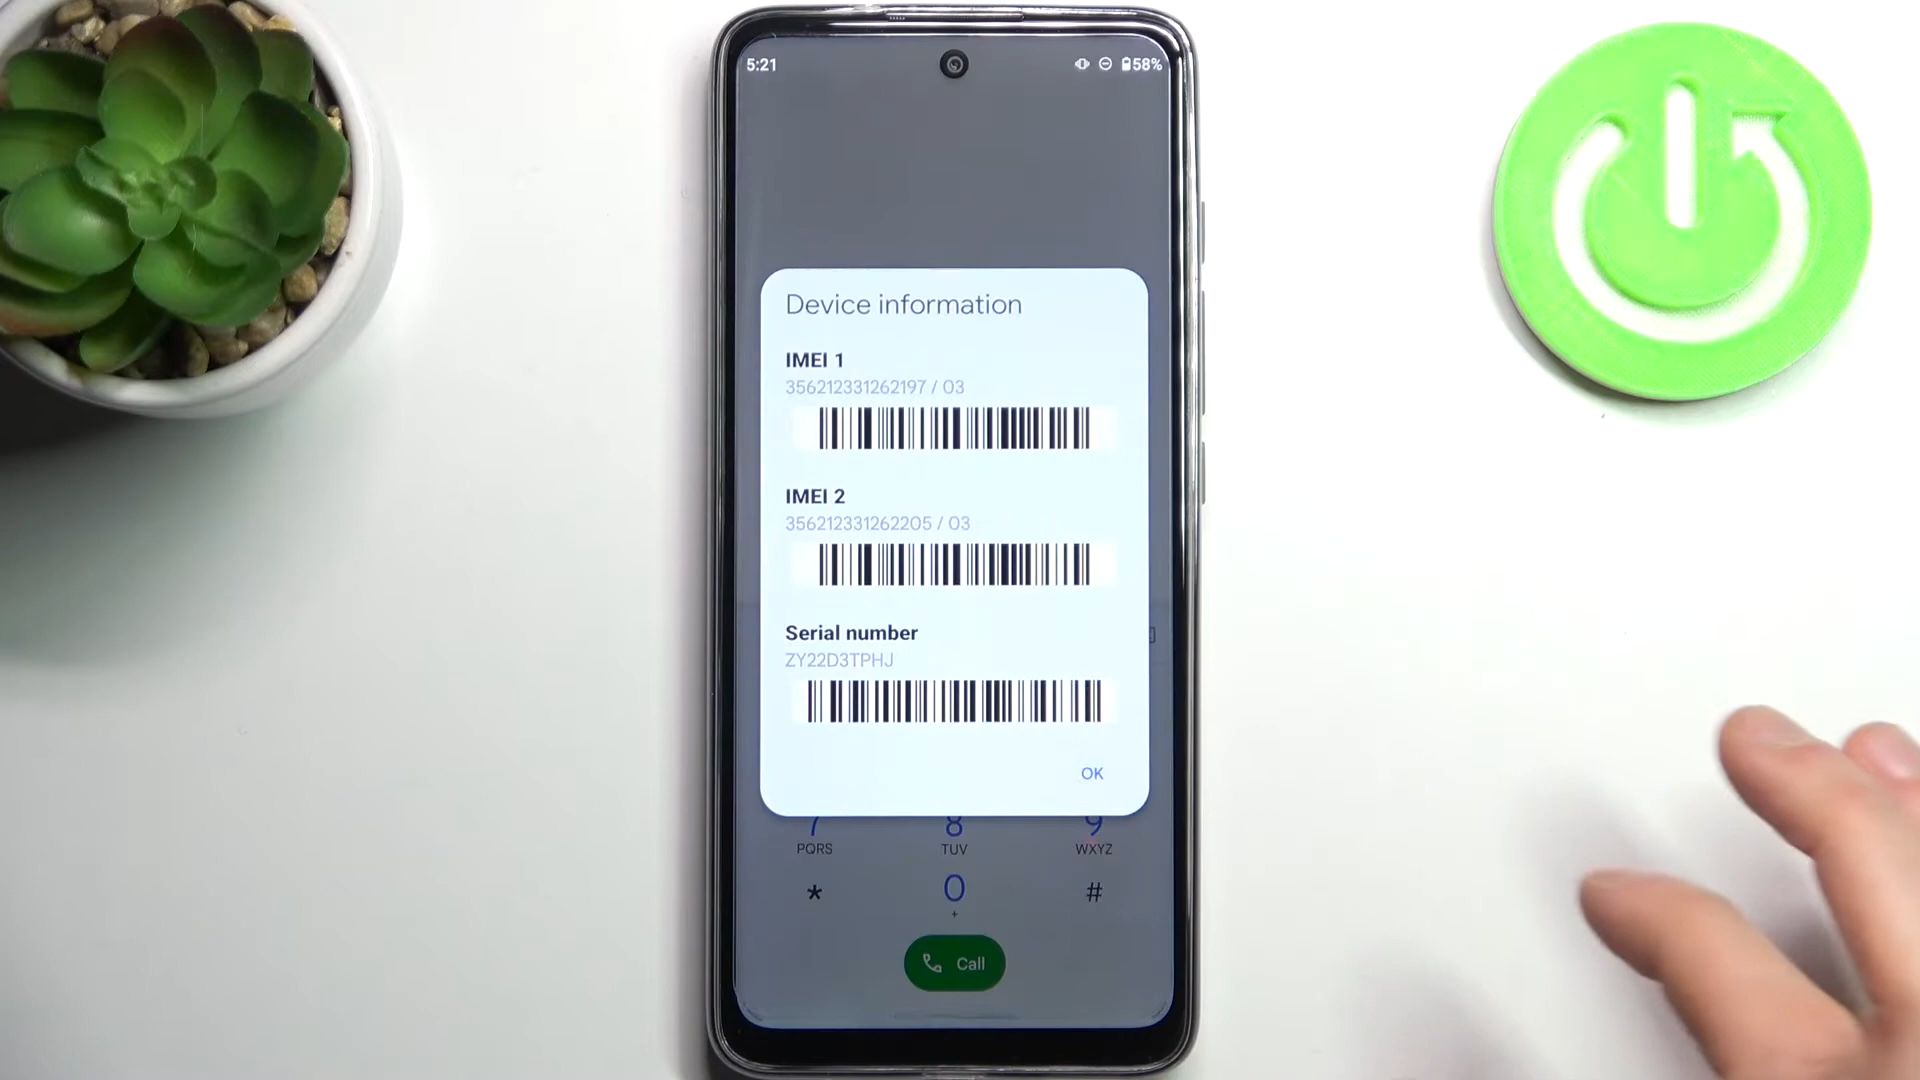 5:21
58%
Device information
IMEI 1
356212331262197 / 03
IMEI 2
356212331262205 / 03
Serial number
ZY22D3TPHJ
OK
7 8 9
PQRS TUV WXYZ
* 0 #
+
Call